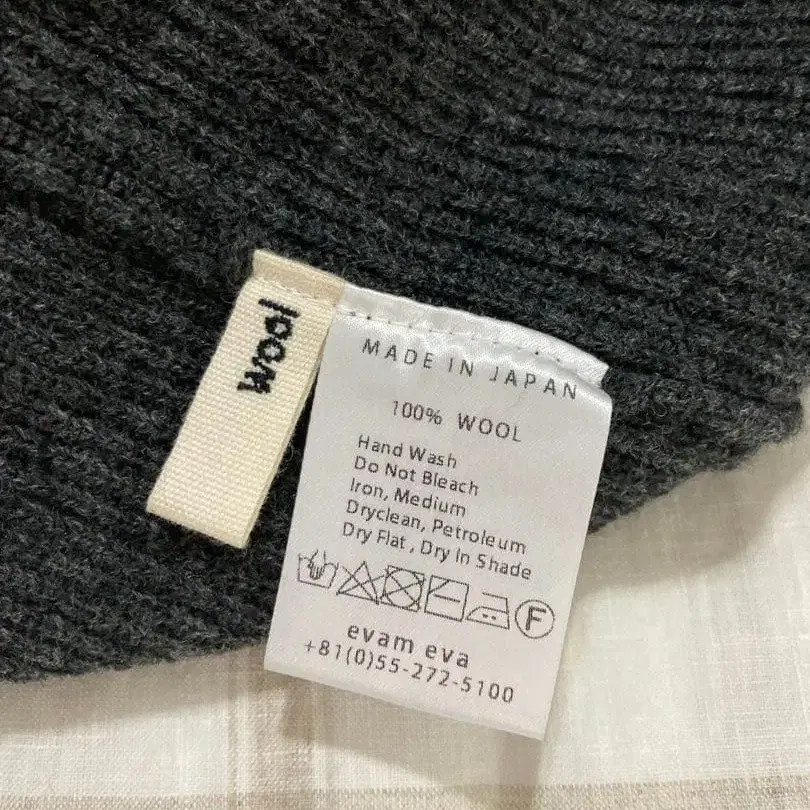 wool
MADE IN JAPAN
100% WOOL
Hand Wash
Do Not Bleach
Iron, Medium
Dryclean, Petroleum
Dry Flat , Dry In Shade
F
evam eva
+81(0)55-272-5100